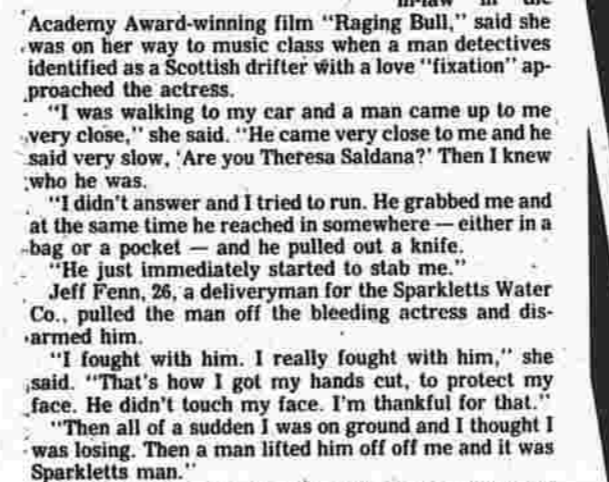 in-law in the
Academy Award-winning film "Raging Bull," said she
was on her way to music class when a man detectives
identified as a Scottish drifter with a love "fixation" ap-
proached the actress.
"I was walking to my car and a man came up to me
very close," she said. "He came very close to me and he
said very slow, 'Are you Theresa Saldana?' Then I knew
who he was.
"I didn't answer and I tried to run. He grabbed me and
at the same time he reached in somewhere — either in a
bag or a pocket — and he pulled out a knife.
"He just immediately started to stab me."
Jeff Fenn, 26, a deliveryman for the Sparkletts Water
Co., pulled the man off the bleeding actress and dis-
armed him.
"I fought with him. I really fought with him," she
said. "That's how I got my hands cut, to protect my
face. He didn't touch my face. I'm thankful for that."
"Then all of a sudden I was on ground and I thought I
was losing. Then a man lifted him off off me and it was
Sparkletts man."